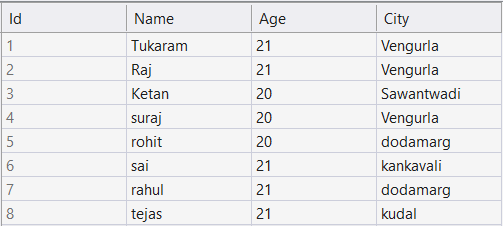 Id Name Age City
1 Tukaram 21 Vengurla
2 Raj 21 Vengurla
3 Ketan 20 Sawantwadi
4 suraj 20 Vengurla
5 rohit 20 dodamarg
6 sai 21 kankavali
7 rahul 21 dodamarg
8 tejas 21 kudal